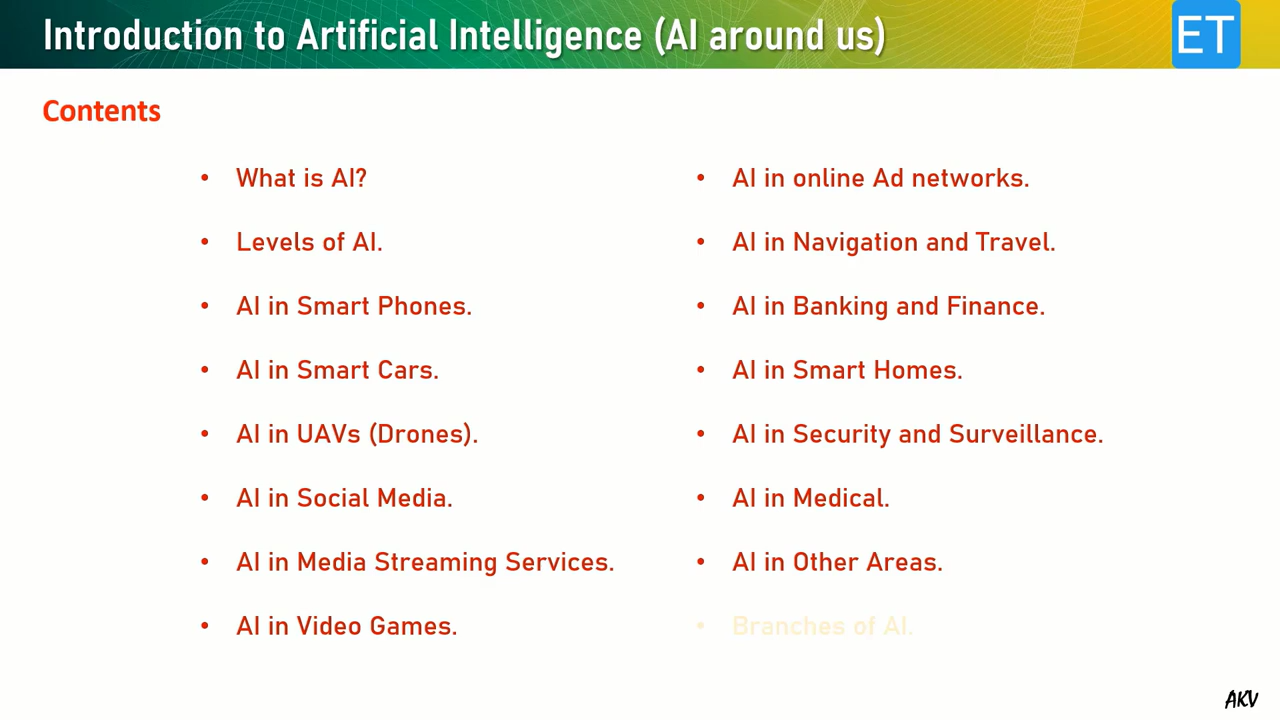 Introduction to Artificial Intelligence (AI around us)
ET
Contents
• What is AI?
• Levels of AI.
• AI in Smart Phones.
• AI in Smart Cars.
• AI in UAVs (Drones).
• AI in Social Media.
• AI in Media Streaming Services.
• AI in Video Games.
• AI in online Ad networks.
• AI in Navigation and Travel.
• AI in Banking and Finance.
• AI in Smart Homes.
• AI in Security and Surveillance.
• AI in Medical.
• AI in Other Areas.
• Branches of AI.
AKV